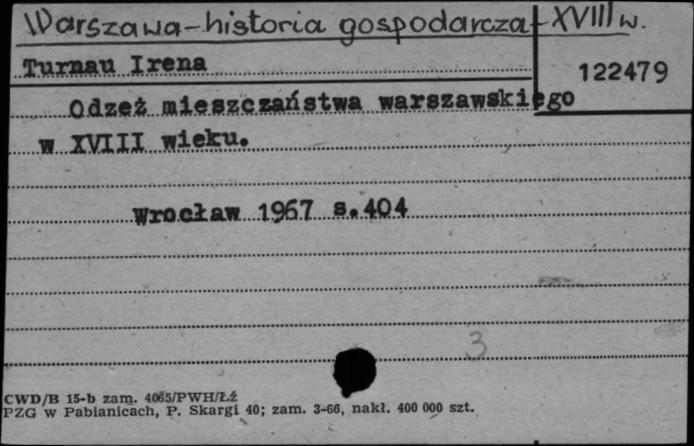 Warszawa-historia gospodarcza-XVIII w.
Turnau Irena
122479
Odzeż mieszczaństwa warszawskiego
w XVIII wieku.
Wrocław 1967 s.404
3
CWD/B 15-b zam. 4065/PWH/Łź
PZG w Pabianicach, P. Skargi 40; zam. 3-66, nakł. 400 000 szt.